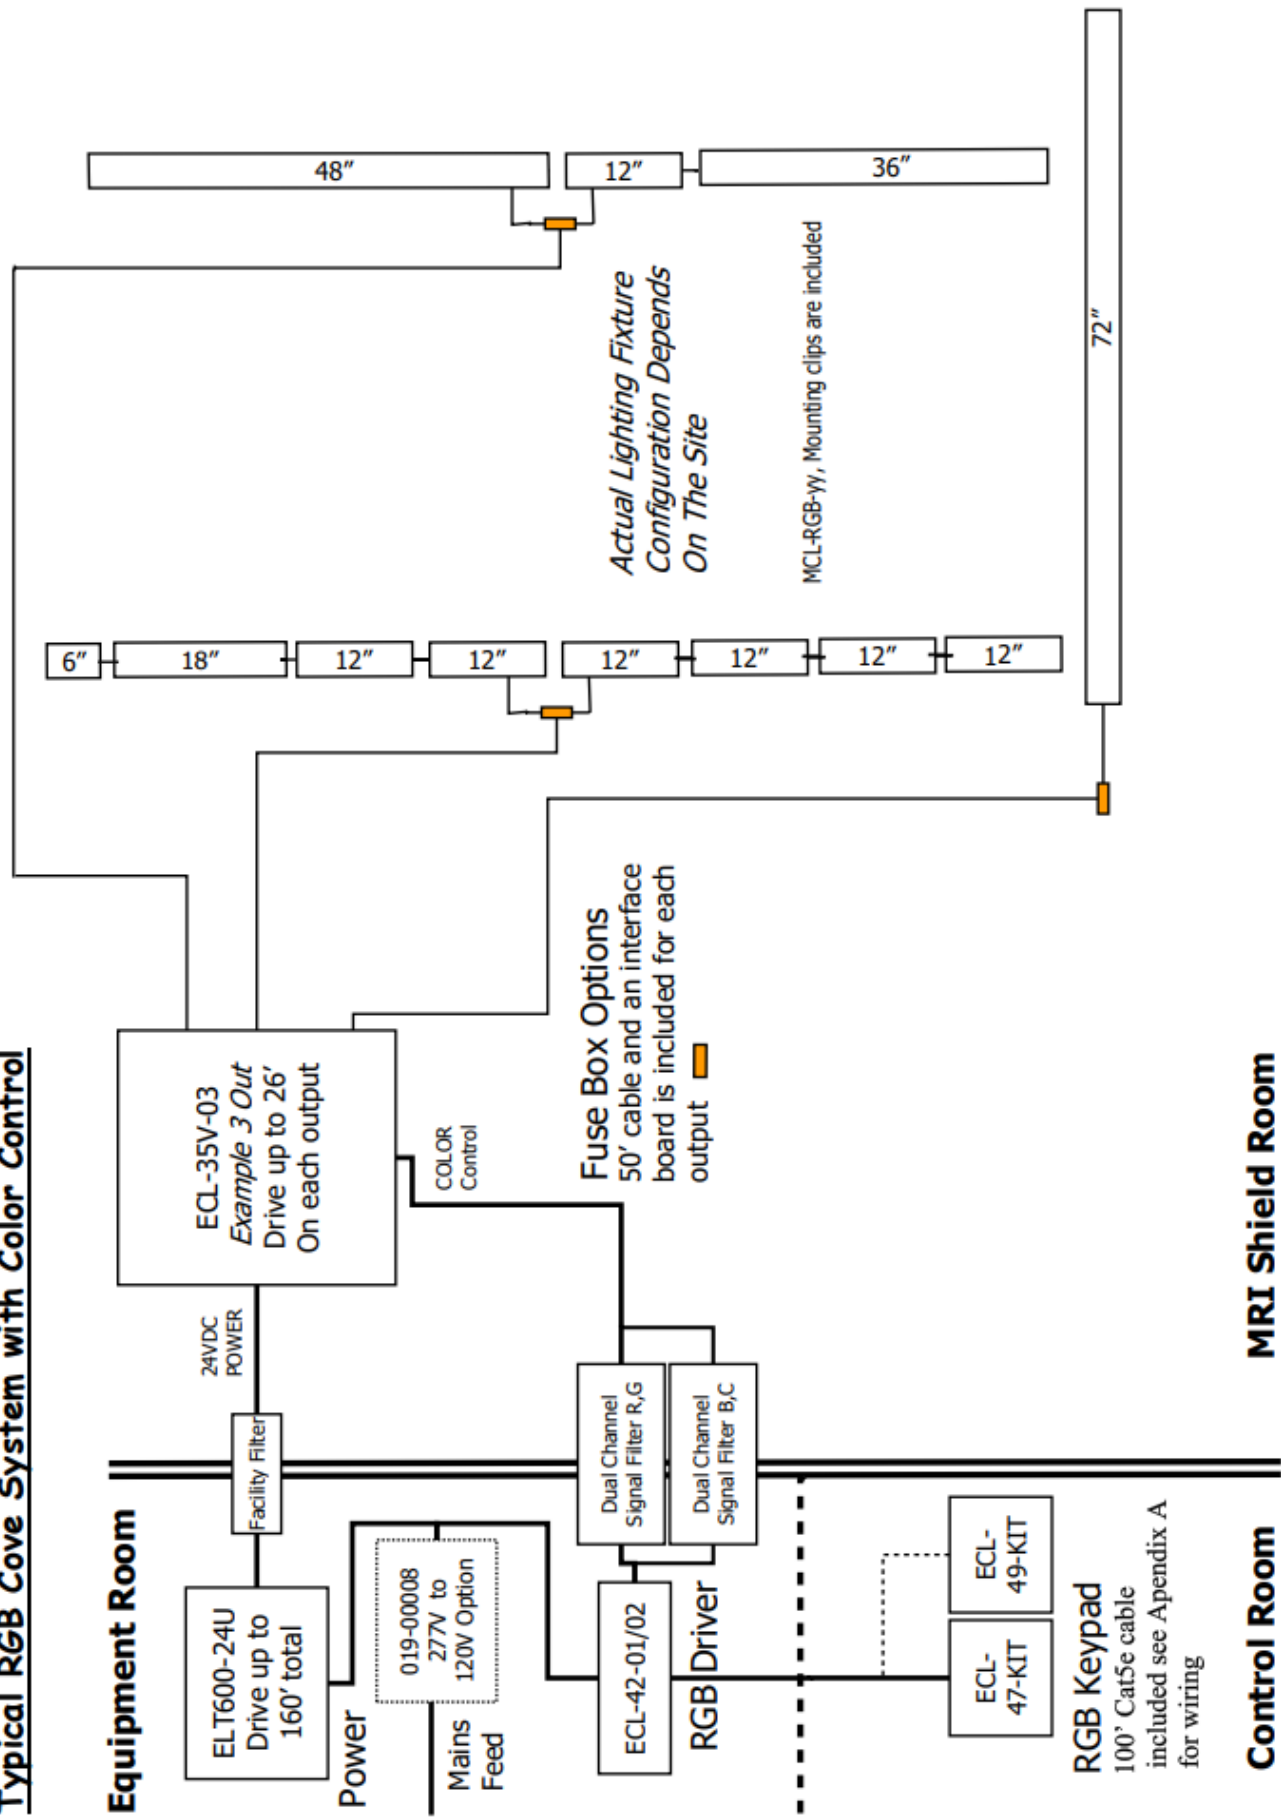 Typical RGB Cove System with Color Control
Equipment Room
ELT600-24U
Drive up to
160' total
Facility Filter
24VDC
POWER
ECL-35V-03
Example 3 Out
Drive up to 26'
On each output
Power
019-00008
277V to
120V Option
Mains
Feed
COLOR
Control
ECL-42-01/02
RGB Driver
Dual Channel
Signal Filter R,G
Dual Channel
Signal Filter B,C
Fuse Box Options
50' cable and an interface
board is included for each
output
6"
18"
12"
12"
12"
12"
12"
12"
48"
12"
36"
Actual Lighting Fixture
Configuration Depends
On The Site
MCL-RGB-yy, Mounting clips are included
72"
ECL-
47-KIT
ECL-
49-KIT
RGB Keypad
100' Cat5e cable
included see Apendix A
for wiring
Control Room
MRI Shield Room